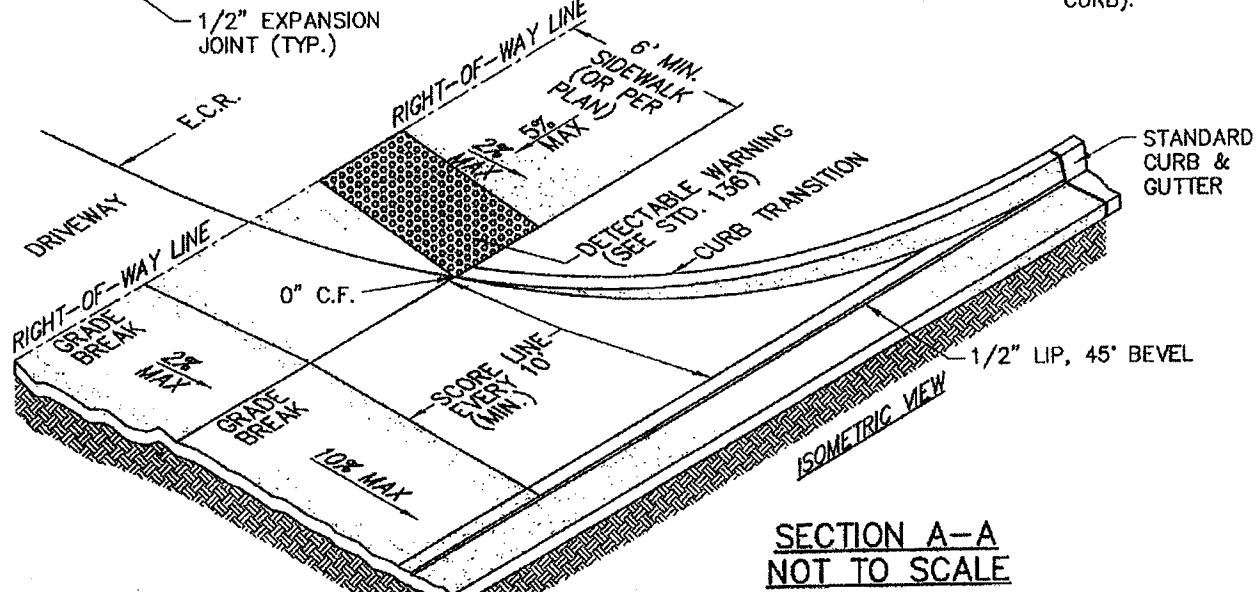 CURB).
1/2" EXPANSION
JOINT (TYP.)
RIGHT-OF-WAY LINE
6' MIN.
SIDEWALK
(OR PER
PLAN)
E.C.R.
2%
MAX
5%
MAX
STANDARD
CURB &
GUTTER
DETECTABLE WARNING
(SEE STD. 136)
CURB TRANSITION
DRIVEWAY
RIGHT-OF-WAY LINE
0" C.F.
GRADE
BREAK
2%
MAX
SCORE LINE
EVERY 10'
(MIN.)
1/2" LIP, 45° BEVEL
GRADE
BREAK
10% MAX
ISOMETRIC VIEW
SECTION A-A
NOT TO SCALE